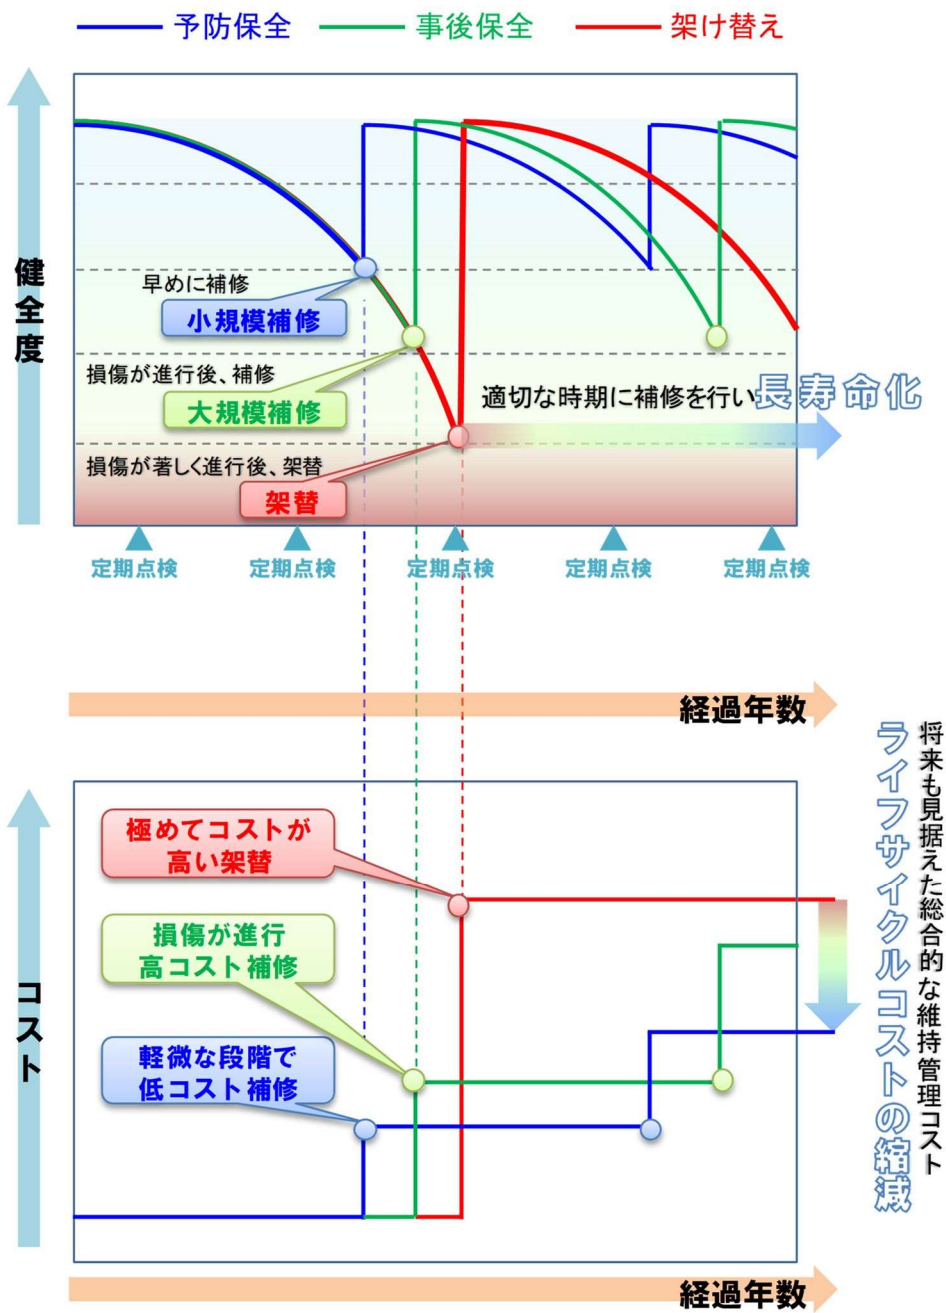 予防保全
事後保全
架け替え
健全度
早めに補修
小規模補修
損傷が進行後、補修
大規模補修
適切な時期に補修を行い長寿命化
損傷が著しく進行後、架替
架替
定期点検
定期点検
定期点検
定期点検
定期点検
経過年数
コスト
極めてコストが
高い架替
損傷が進行
高コスト補修
軽微な段階で
低コスト補修
将来も見据えた総合的な維持管理コスト
ライフサイクルコストの縮減
経過年数